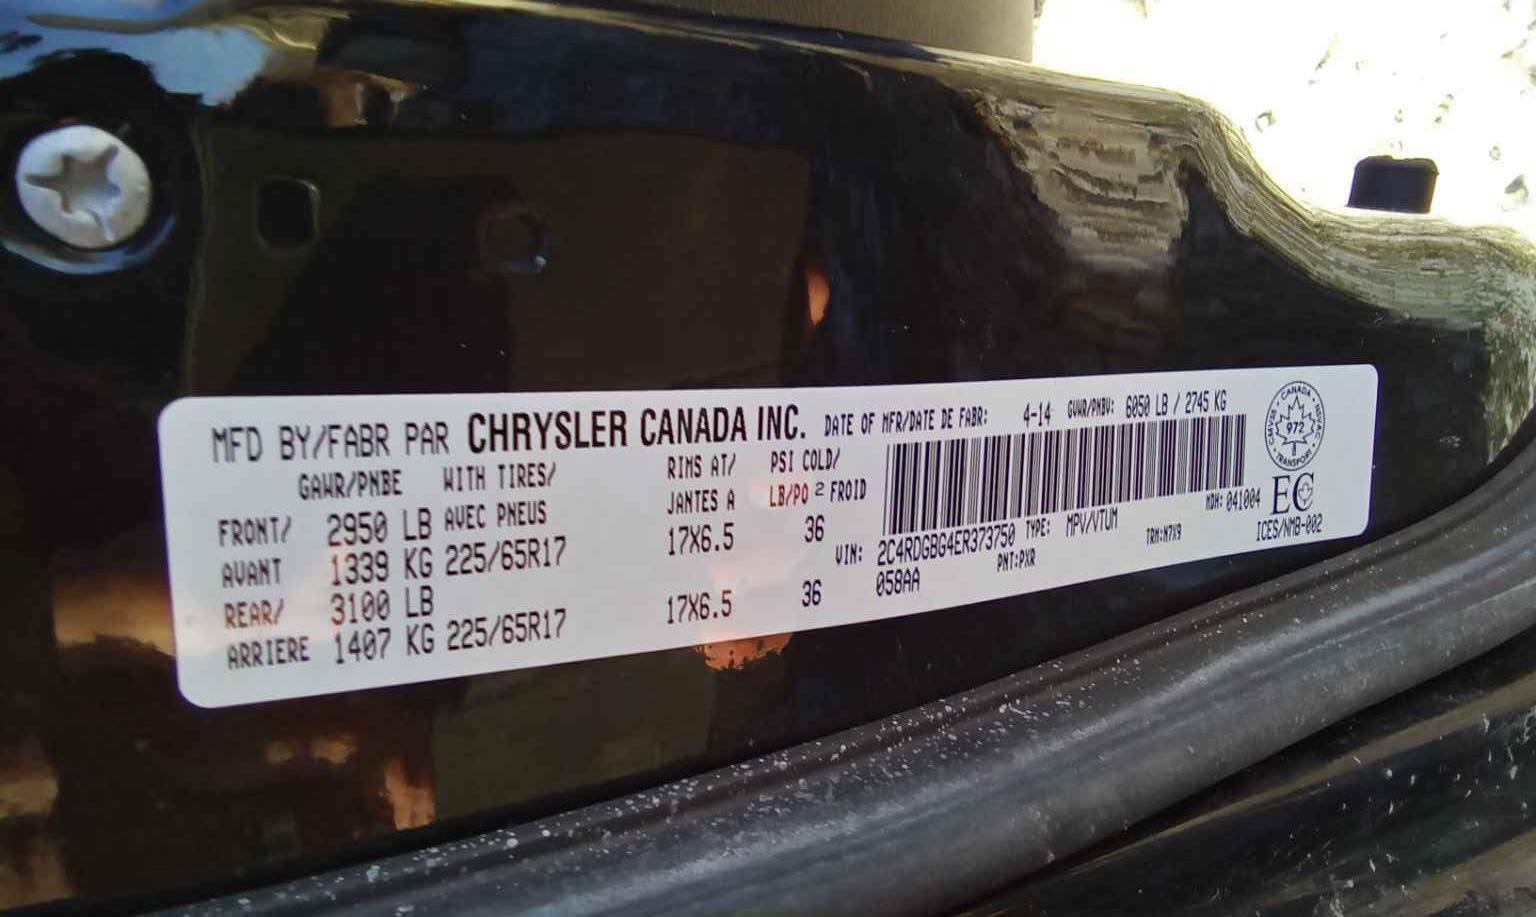 MFD BY/FABR PAR CHRYSLER CANADA INC. DATE OF MFR/DATE DE FABR: 4-14 GVWR/PNBV: 6050 LB / 2745 KG
GAWR/PNBE WITH TIRES/ RIMS AT/ PSI COLD/
FRONT/ 2950 LB AVEC PNEUS JANTES A LB/PO 2 FROID
AVANT 1339 KG 225/65R17 17X6.5 36
REAR/ 3100 LB
ARRIERE 1407 KG 225/65R17 17X6.5 36
VIN: 2C4RDGBG4ER373750 TYPE: MPV/VTUM MDH: 041004
058AA PNT:PXR TRM:N7X9
CANADA
CMVSS NSVAC
972
TRANSPORT
EC
ICES/NMB-002